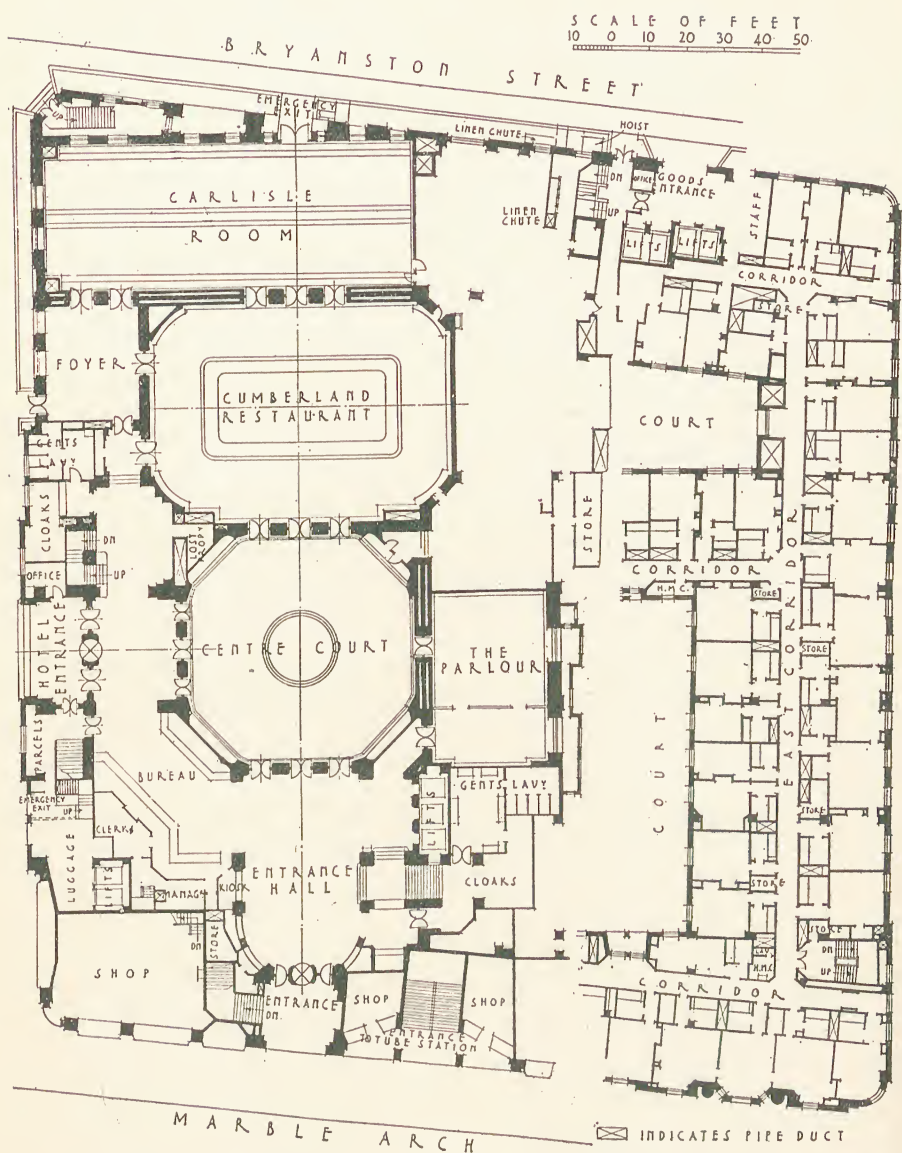 SCALE OF FEET
10 0 10 20 30 40 50
BRYANSTON STREET
EMERGENCY
EXIT
UP
LINEN CHUTE
HOIST
DN
OFFICE
GOODS
ENTRANCE
UP
LINEN
CHUTE
LIFTS
LIFTS
STAFF
CORRIDOR
STORE
CARLISLE
ROOM
FOYER
CUMBERLAND
RESTAURANT
COURT
GENTS
LAVY
CLOAKS
DN
UP
OFFICE
LOST
PROPY
STORE
CORRIDOR
H.M.C.
STORE
STORE
EAST CORRIDOR
HOTEL
ENTRANCE
CENTRE COURT
THE
PARLOUR
COURT
PARCELS
BUREAU
EMERGENCY
EXIT
UP
CLERKS
LUGGAGE
LIFTS
MANAGR
KIOSK
ENTRANCE
HALL
LIFTS
GENTS LAVY
CLOAKS
STORE
STORE
STORE
LAV
H.M.C.
DN
UP
CORRIDOR
SHOP
DN
STORE
ENTRANCE
DN.
SHOP
SHOP
ENTRANCE
TO TUBE STATION
MARBLE ARCH
INDICATES PIPE DUCT